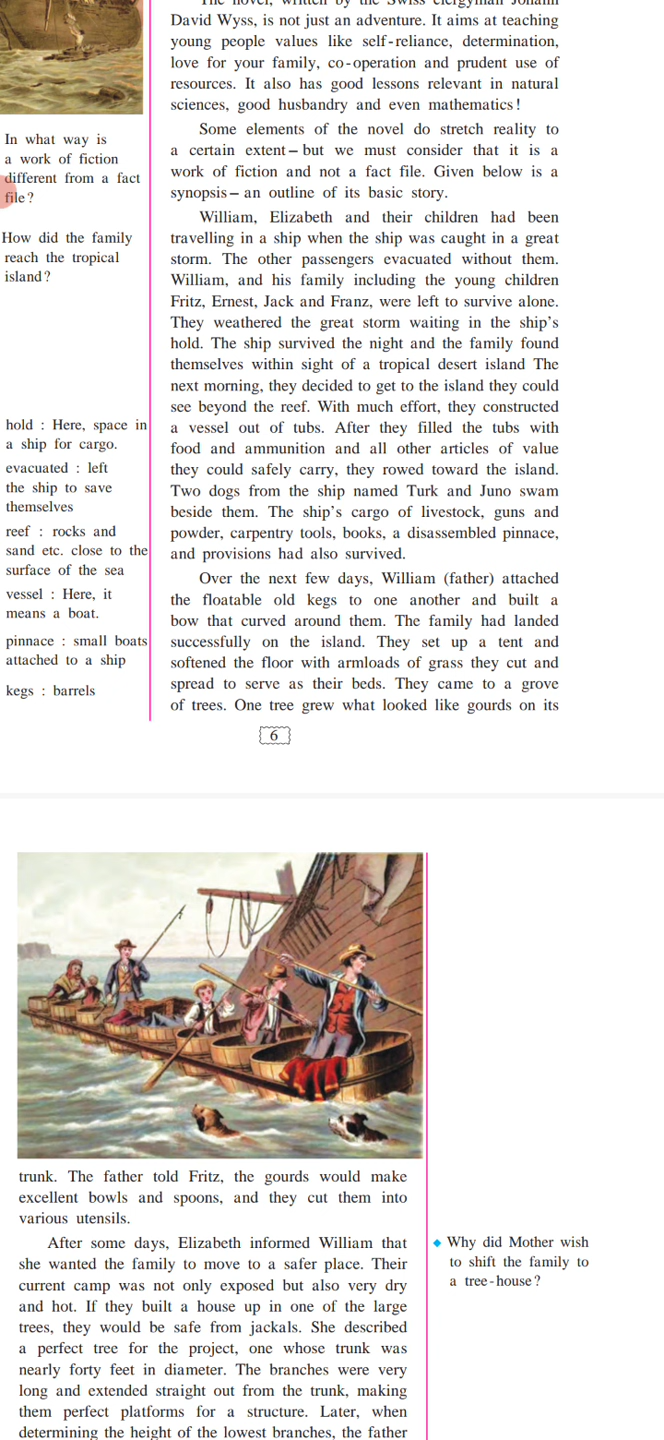 The novel, written by the Swiss clergyman Johann
David Wyss, is not just an adventure. It aims at teaching
young people values like self-reliance, determination,
love for your family, co-operation and prudent use of
resources. It also has good lessons relevant in natural
sciences, good husbandry and even mathematics!
Some elements of the novel do stretch reality to
a certain extent – but we must consider that it is a
work of fiction and not a fact file. Given below is a
synopsis – an outline of its basic story.
William, Elizabeth and their children had been
travelling in a ship when the ship was caught in a great
storm. The other passengers evacuated without them.
William, and his family including the young children
Fritz, Ernest, Jack and Franz, were left to survive alone.
They weathered the great storm waiting in the ship's
hold. The ship survived the night and the family found
themselves within sight of a tropical desert island The
next morning, they decided to get to the island they could
see beyond the reef. With much effort, they constructed
a vessel out of tubs. After they filled the tubs with
food and ammunition and all other articles of value
they could safely carry, they rowed toward the island.
Two dogs from the ship named Turk and Juno swam
beside them. The ship's cargo of livestock, guns and
powder, carpentry tools, books, a disassembled pinnace,
and provisions had also survived.
Over the next few days, William (father) attached
the floatable old kegs to one another and built a
bow that curved around them. The family had landed
successfully on the island. They set up a tent and
softened the floor with armloads of grass they cut and
spread to serve as their beds. They came to a grove
of trees. One tree grew what looked like gourds on its
In what way is
a work of fiction
different from a fact
file?
How did the family
reach the tropical
island?
hold : Here, space in
a ship for cargo.
evacuated : left
the ship to save
themselves
reef : rocks and
sand etc. close to the
surface of the sea
vessel : Here, it
means a boat.
pinnace : small boats
attached to a ship
kegs : barrels
6
trunk. The father told Fritz, the gourds would make
excellent bowls and spoons, and they cut them into
various utensils.
After some days, Elizabeth informed William that
she wanted the family to move to a safer place. Their
current camp was not only exposed but also very dry
and hot. If they built a house up in one of the large
trees, they would be safe from jackals. She described
a perfect tree for the project, one whose trunk was
nearly forty feet in diameter. The branches were very
long and extended straight out from the trunk, making
them perfect platforms for a structure. Later, when
determining the height of the lowest branches, the father
◆ Why did Mother wish
to shift the family to
a tree-house?